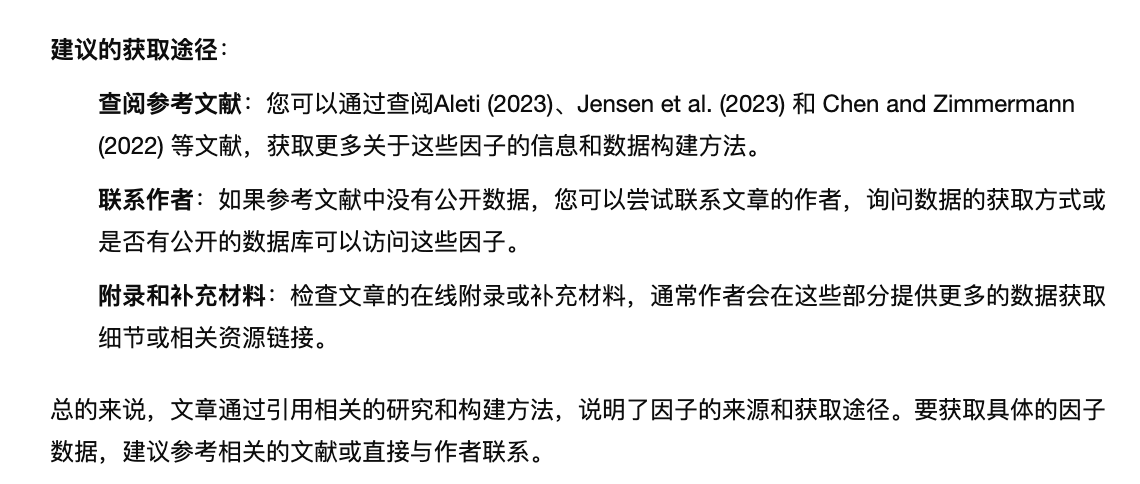 建议的获取途径：
查阅参考文献：您可以通过查阅Aleti (2023)、Jensen et al. (2023) 和 Chen and Zimmermann
(2022) 等文献，获取更多关于这些因子的信息和数据构建方法。
联系作者：如果参考文献中没有公开数据，您可以尝试联系文章的作者，询问数据的获取方式或
是否有公开的数据库可以访问这些因子。
附录和补充材料：检查文章的在线附录或补充材料，通常作者会在这些部分提供更多的数据获取
细节或相关资源链接。
总的来说，文章通过引用相关的研究和构建方法，说明了因子的来源和获取途径。要获取具体的因子
数据，建议参考相关的文献或直接与作者联系。